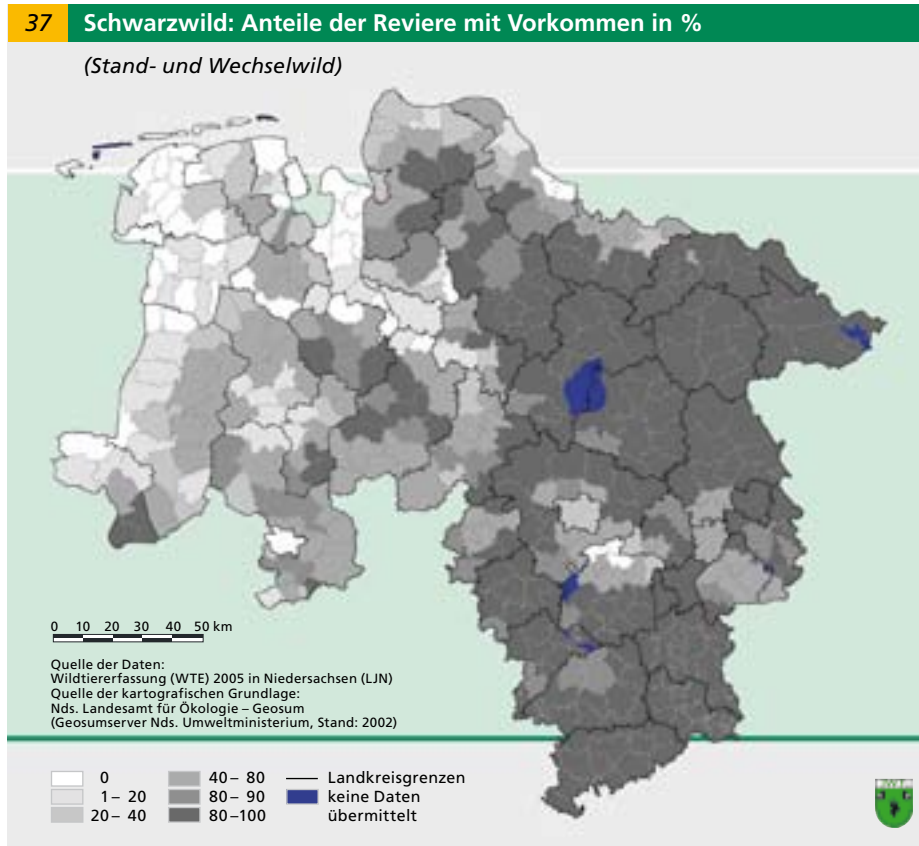 37 Schwarzwild: Anteile der Reviere mit Vorkommen in %
(Stand- und Wechselwild)
0 10 20 30 40 50 km
Quelle der Daten:
Wildtiererfassung (WTE) 2005 in Niedersachsen (LJN)
Quelle der kartografischen Grundlage:
Nds. Landesamt für Ökologie – Geosum
(Geosumserver Nds. Umweltministerium, Stand: 2002)
0 40 – 80 Landkreisgrenzen
1 – 20 80 – 90 keine Daten
20 – 40 80 –100 übermittelt